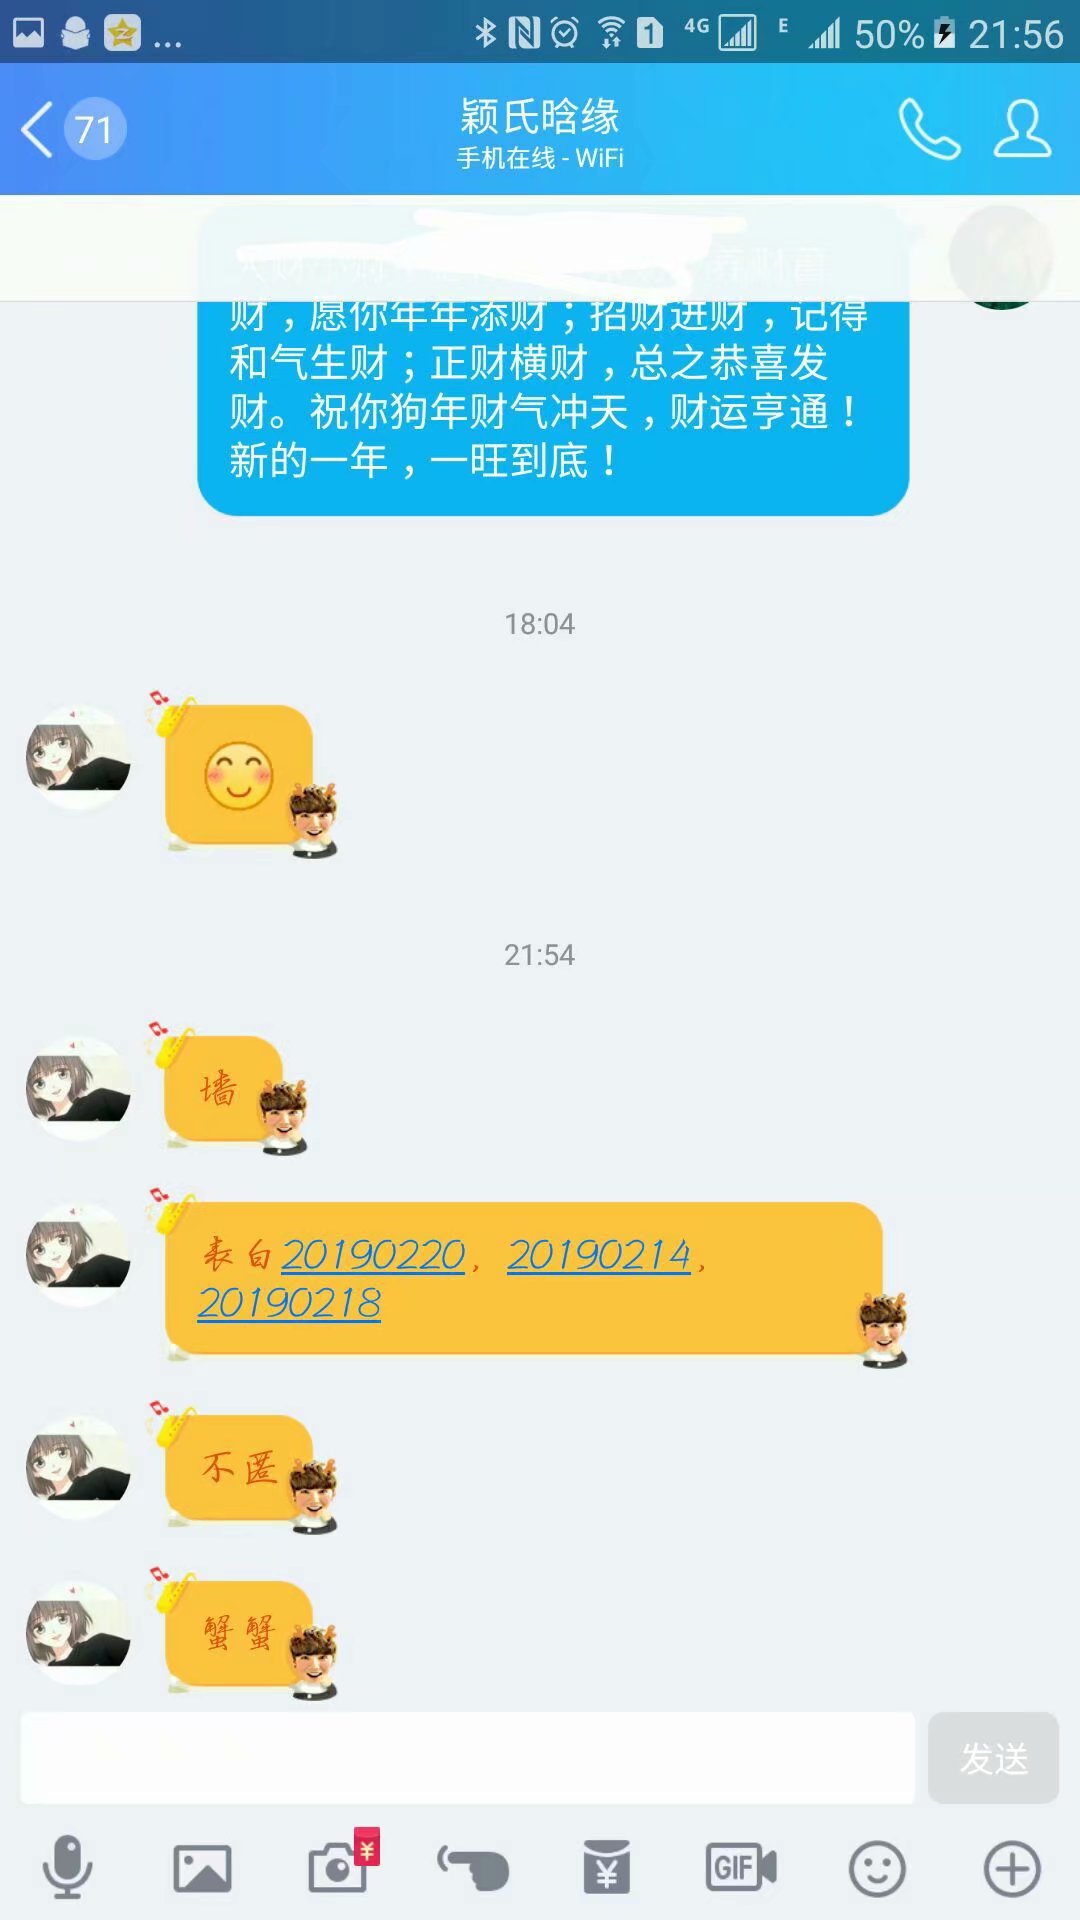 4G
E
50%
21:56
71
颖氏晗缘
手机在线 - WiFi
财，愿你年年添财；招财进财，记得
和气生财；正财横财，总之恭喜发
财。祝你狗年财气冲天，财运亨通！
新的一年，一旺到底！
18:04
21:54
墙
表白20190220，20190214，
20190218
不匿
蟹蟹
发送
GIF